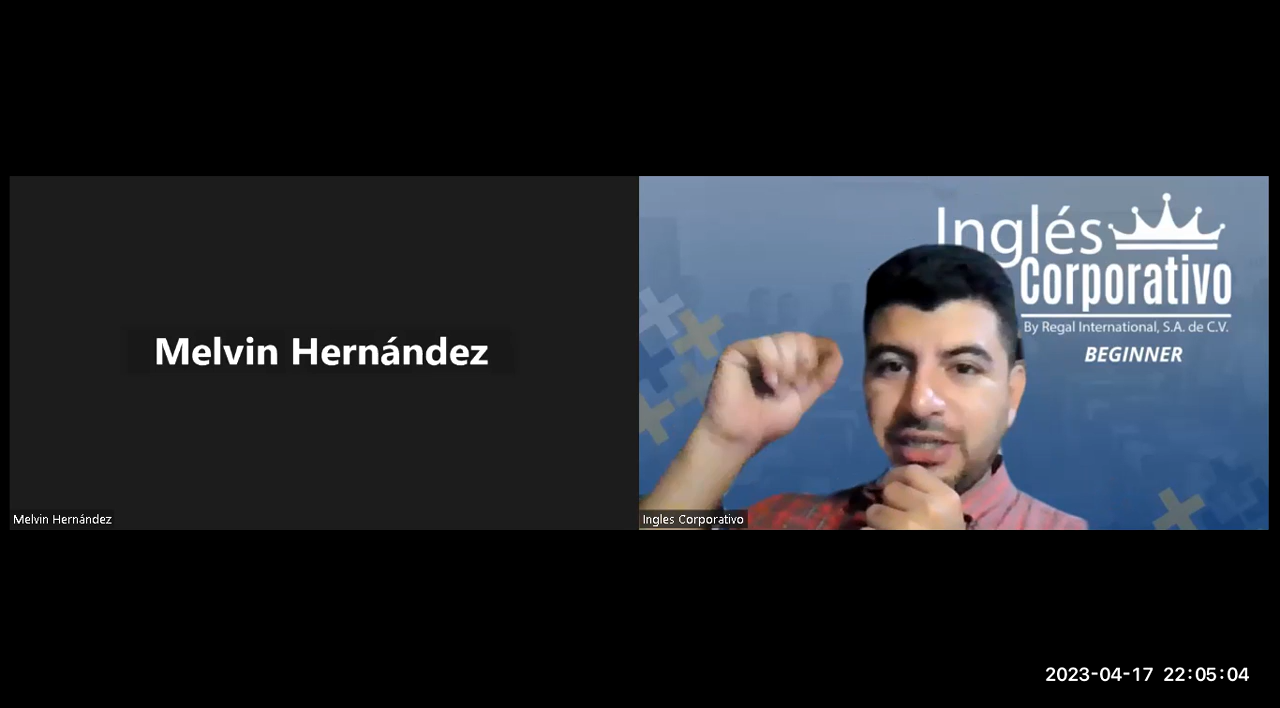 Melvin Hernández
Melvin Hernández
Inglés
Corporativo
By Regal International, S.A. de C.V.
BEGINNER
Ingles Corporativo
2023-04-17 22:05:04